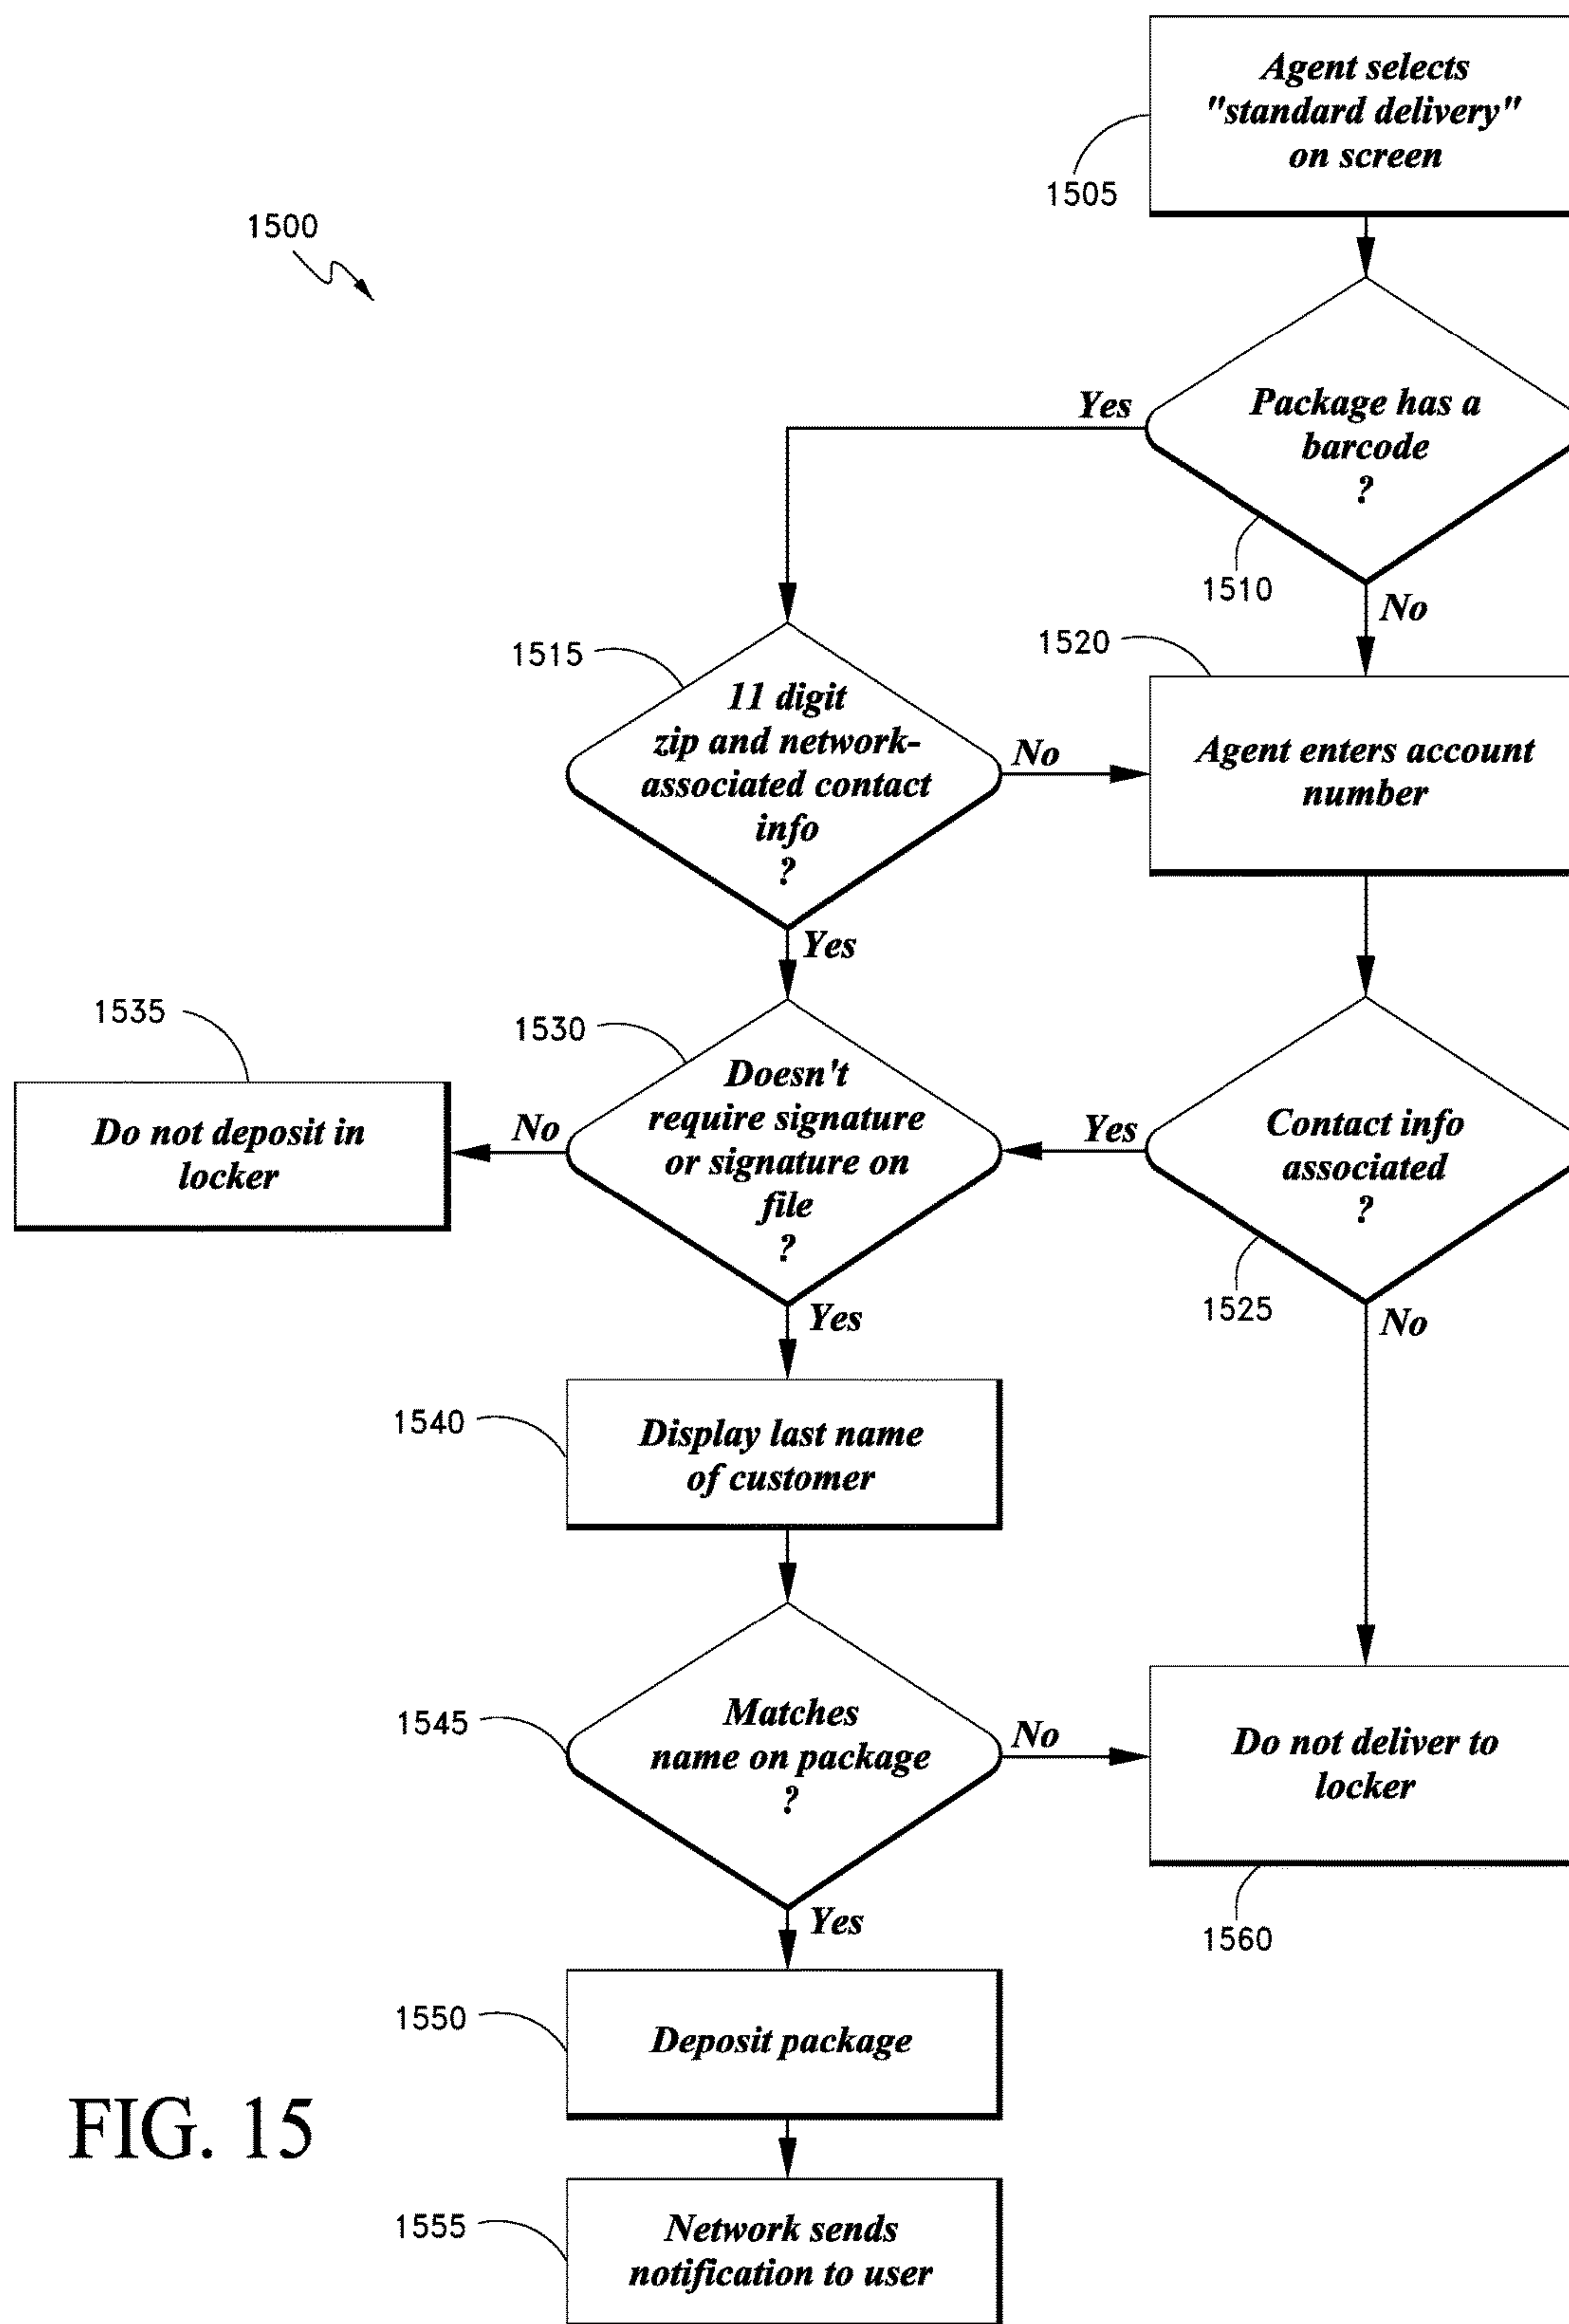 Agent selects
"standard delivery"
on screen
1505
1500
Yes
Package has a
barcode
?
1510
No
1515
1520
11 digit
zip and network-
associated contact
info
?
No
Agent enters account
number
Yes
1535
1530
Do not deposit in
locker
No
Doesn't
require signature
or signature on
file
?
Yes
Contact info
associated
?
1525
Yes
No
1540
Display last name
of customer
1545
Matches
name on package
?
No
Do not deliver to
locker
Yes
1560
1550
Deposit package
FIG. 15
1555
Network sends
notification to user